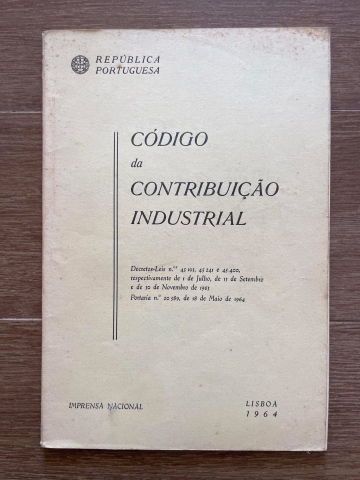 REPÚBLICA
PORTUGUESA
CÓDIGO
da
CONTRIBUIÇÃO
INDUSTRIAL
Decretos-Leis n.ºˢ 45 103, 45 241 e 45 400,
respectivamente de 1 de Julho, de 15 de Setembro
e de 30 de Novembro de 1963
Portaria n.º 20 589, de 18 de Maio de 1964
IMPRENSA NACIONAL
LISBOA
1964